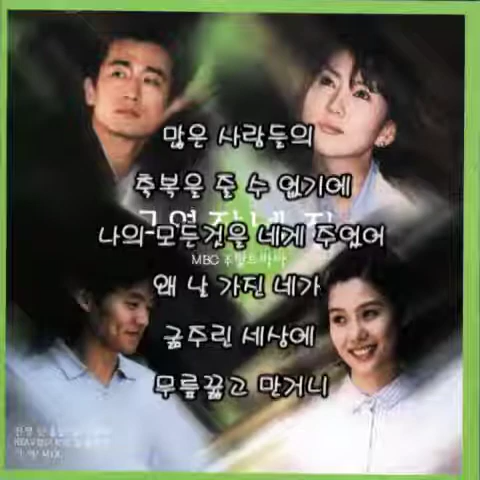 많은 사람들의
축복을 줄 수 없기에
나의 모든것을 네게 주었어
MBC 주말드라마
왜 날 가진 네가
굶주린 세상에
무릎꿇고 만거니